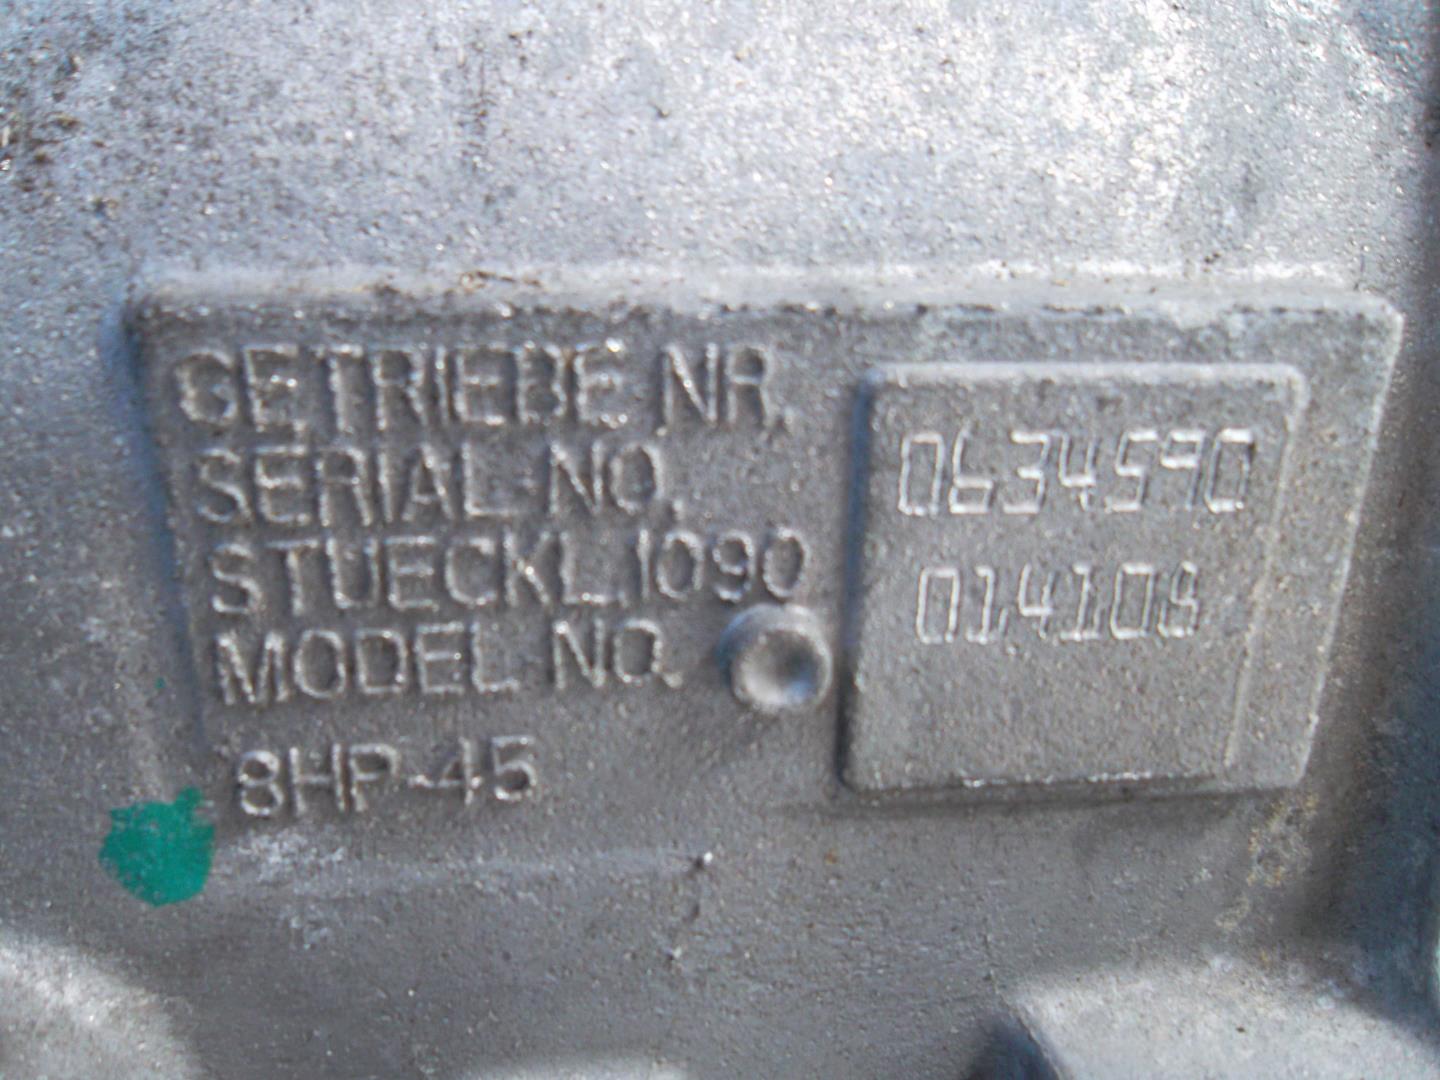 GETRIEBE NR. 0634590
SERIAL NO.
STUECKL.1090 014108
MODEL NO.
8HP-45